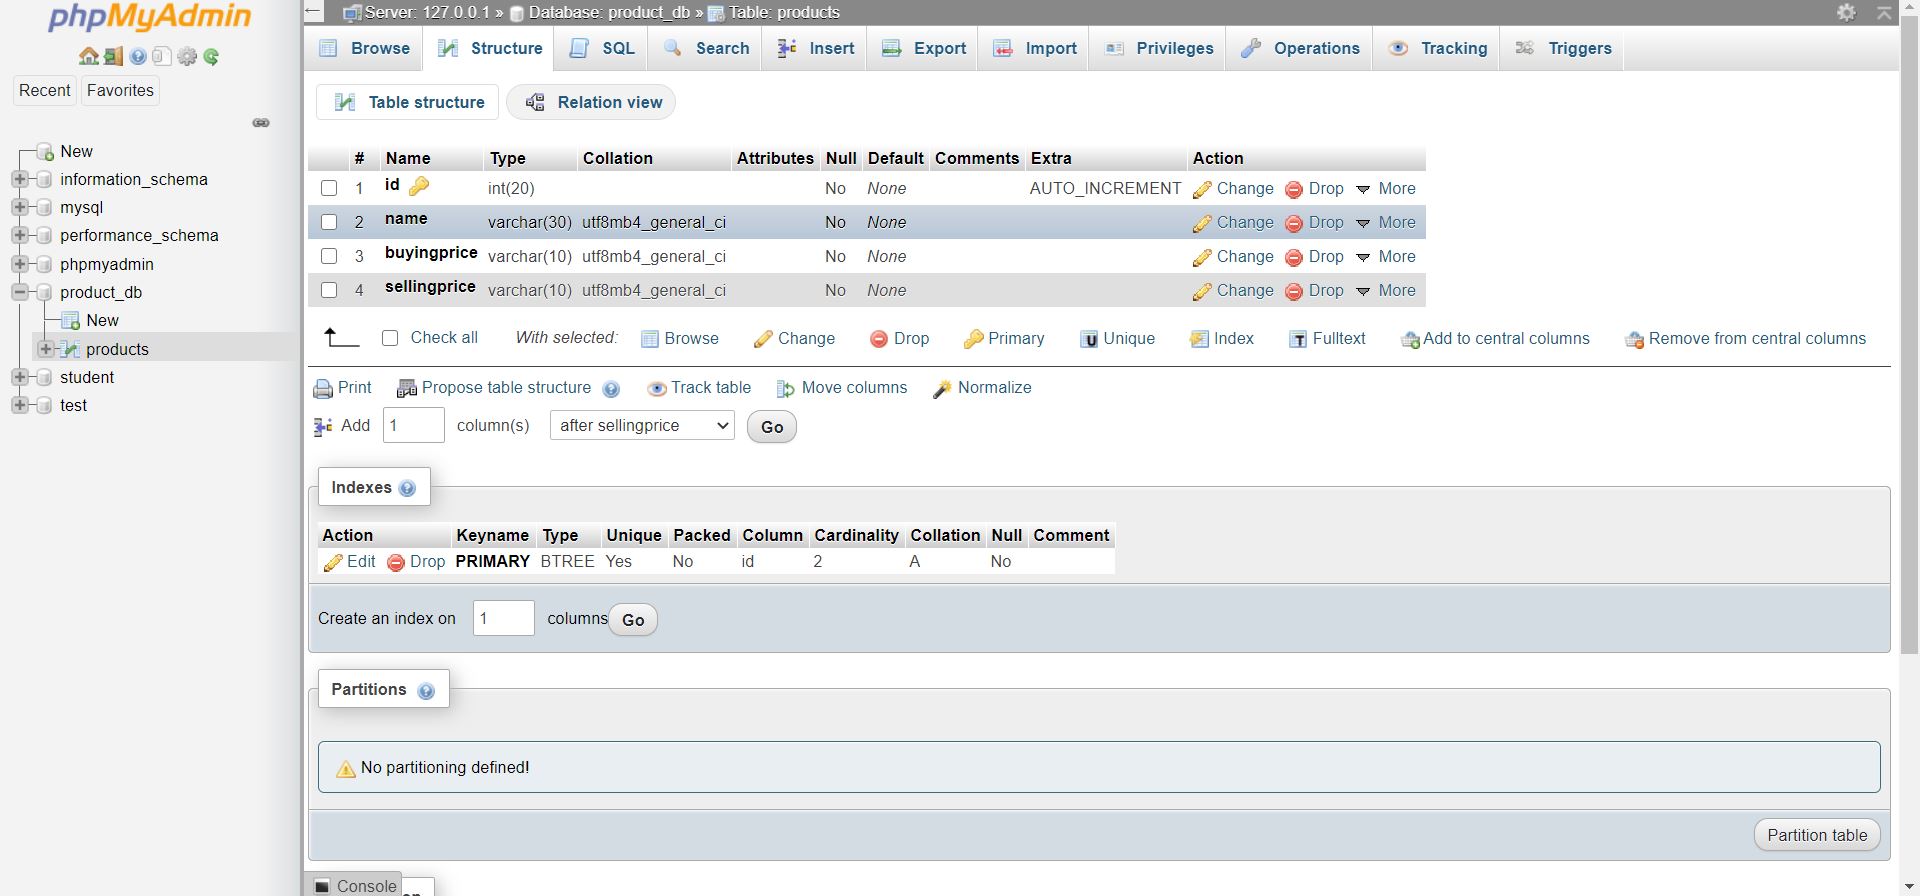 phpMyAdmin
Recent Favorites
New
information_schema
mysql
performance_schema
phpmyadmin
product_db
New
products
student
test
Server: 127.0.0.1 » Database: product_db » Table: products
Browse Structure SQL Search Insert Export Import Privileges Operations Tracking Triggers
Table structure Relation view
# Name Type Collation Attributes Null Default Comments Extra Action
1 id int(20) No None AUTO_INCREMENT Change Drop More
2 name varchar(30) utf8mb4_general_ci No None Change Drop More
3 buyingprice varchar(10) utf8mb4_general_ci No None Change Drop More
4 sellingprice varchar(10) utf8mb4_general_ci No None Change Drop More
Check all With selected: Browse Change Drop Primary Unique Index Fulltext Add to central columns Remove from central columns
Print Propose table structure Track table Move columns Normalize
Add 1 column(s) after sellingprice Go
Indexes
Action Keyname Type Unique Packed Column Cardinality Collation Null Comment
Edit Drop PRIMARY BTREE Yes No id 2 A No
Create an index on 1 columns Go
Partitions
No partitioning defined!
Partition table
Console